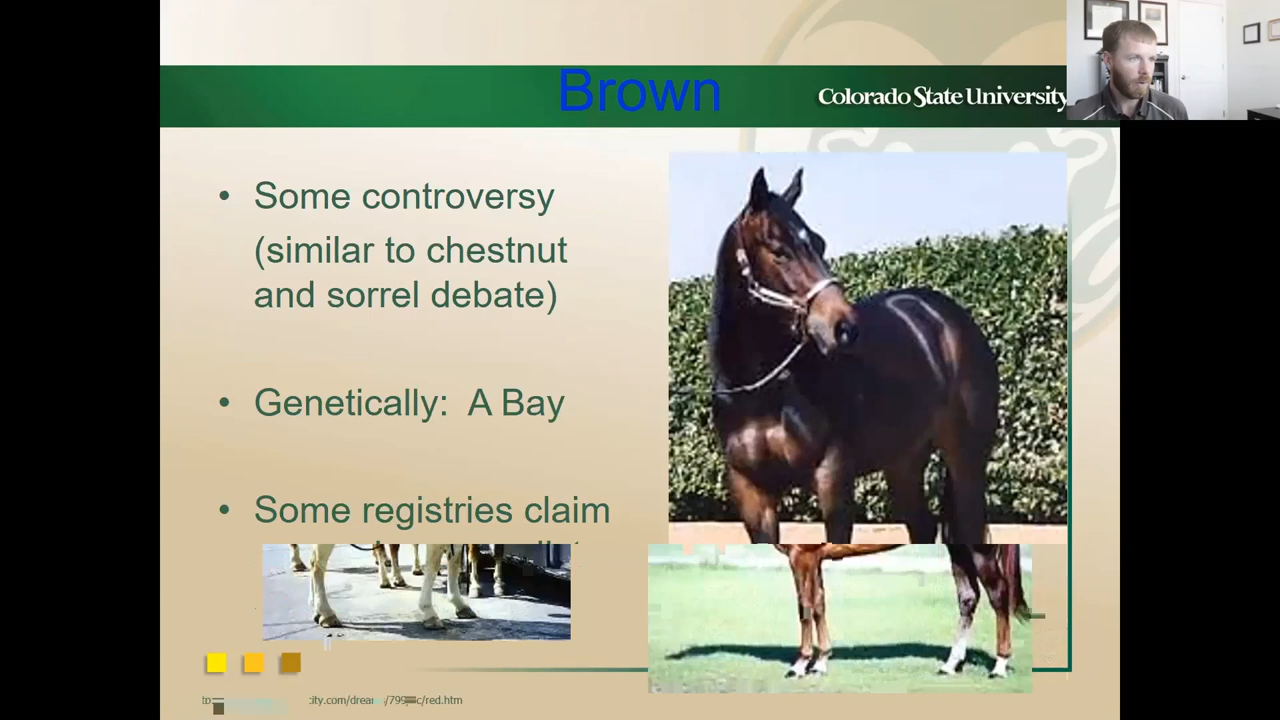 Brown
Colorado State University
• Some controversy
(similar to chestnut
and sorrel debate)
• Genetically: A Bay
• Some registries claim